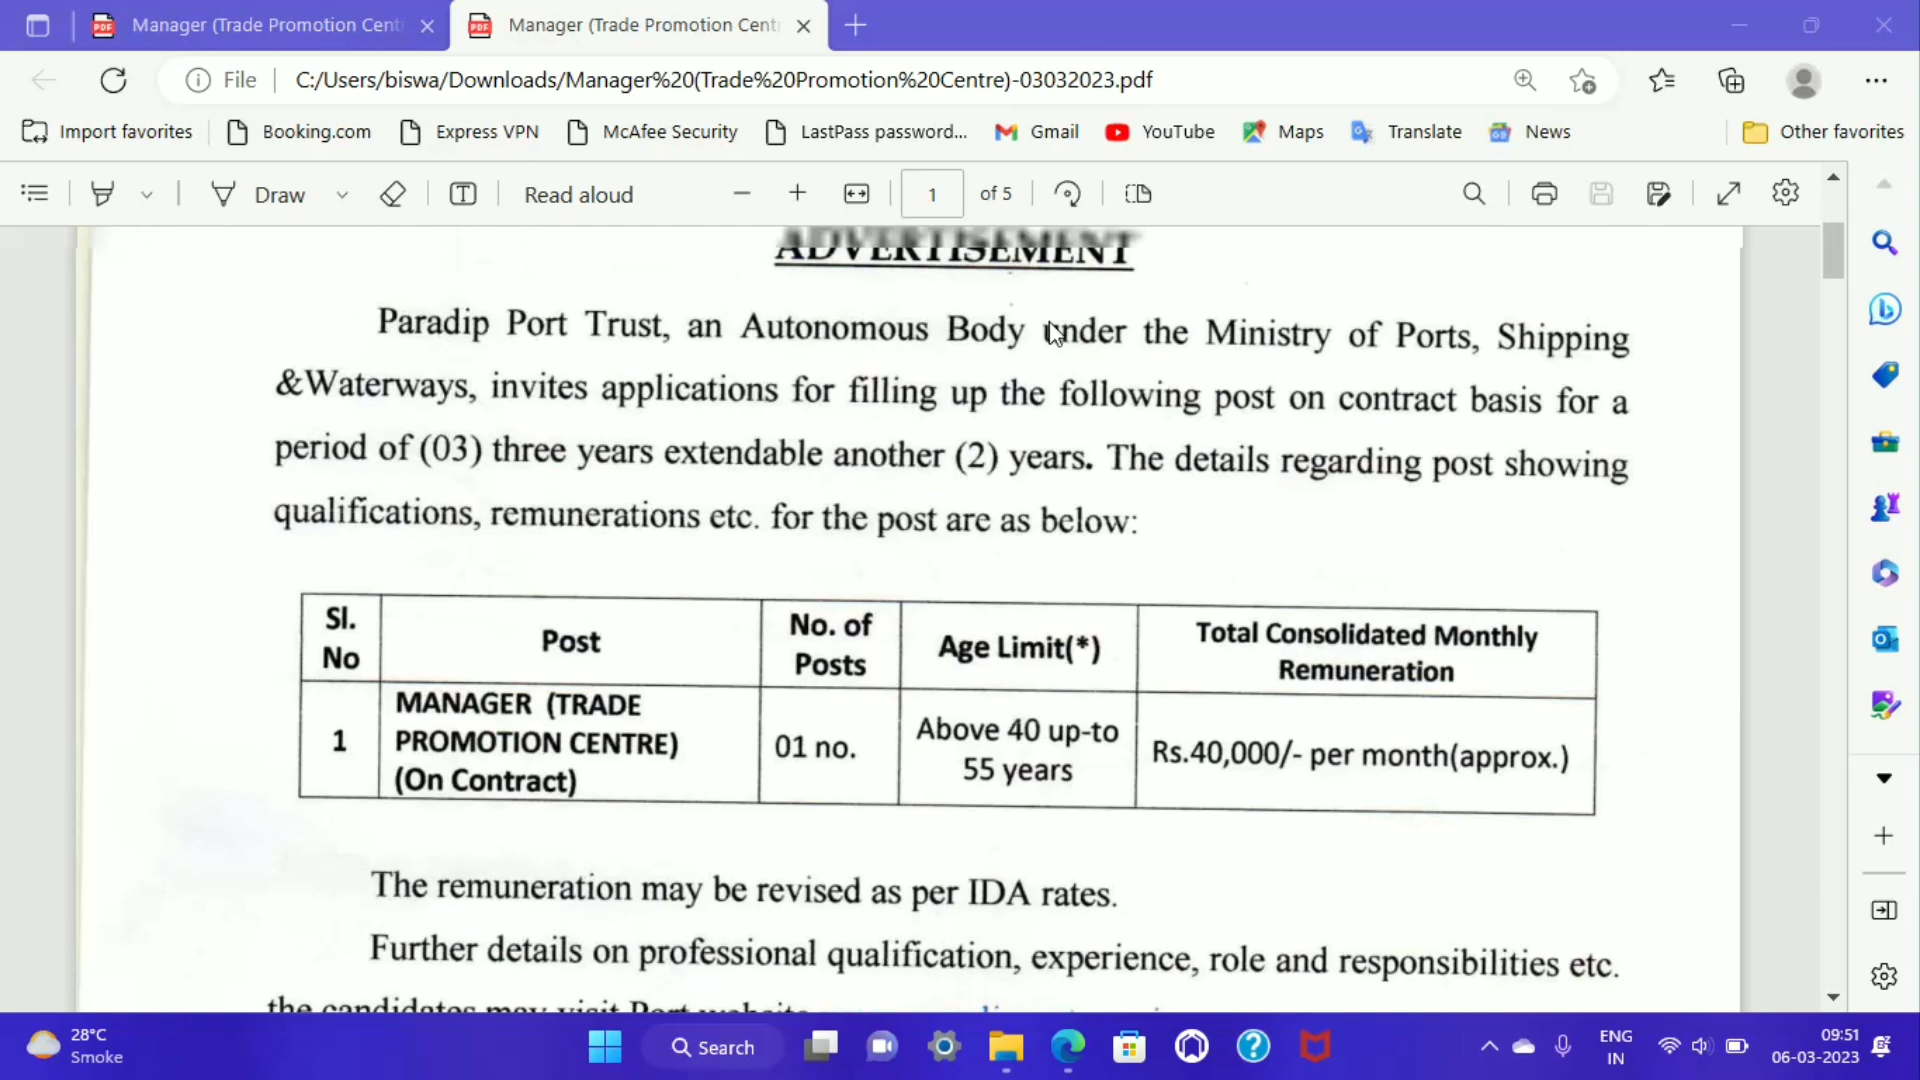 Manager (Trade Promotion Cent
Manager (Trade Promotion Cent
File
C:/Users/biswa/Downloads/Manager%20(Trade%20Promotion%20Centre)-03032023.pdf
Import favorites
Booking.com
Express VPN
McAfee Security
LastPass password...
Gmail
YouTube
Maps
Translate
News
Other favorites
Draw
Read aloud
1 of 5
ADVERTISEMENT
Paradip Port Trust, an Autonomous Body under the Ministry of Ports, Shipping
&Waterways, invites applications for filling up the following post on contract basis for a
period of (03) three years extendable another (2) years. The details regarding post showing
qualifications, remunerations etc. for the post are as below:
Sl. No
Post
No. of Posts
Age Limit(*)
Total Consolidated Monthly Remuneration
1
MANAGER (TRADE
PROMOTION CENTRE)
(On Contract)
01 no.
Above 40 up-to
55 years
Rs.40,000/- per month(approx.)
The remuneration may be revised as per IDA rates.
Further details on professional qualification, experience, role and responsibilities etc.
the candidates may visit Port website
28°C
Smoke
Search
ENG
IN
09:51
06-03-2023